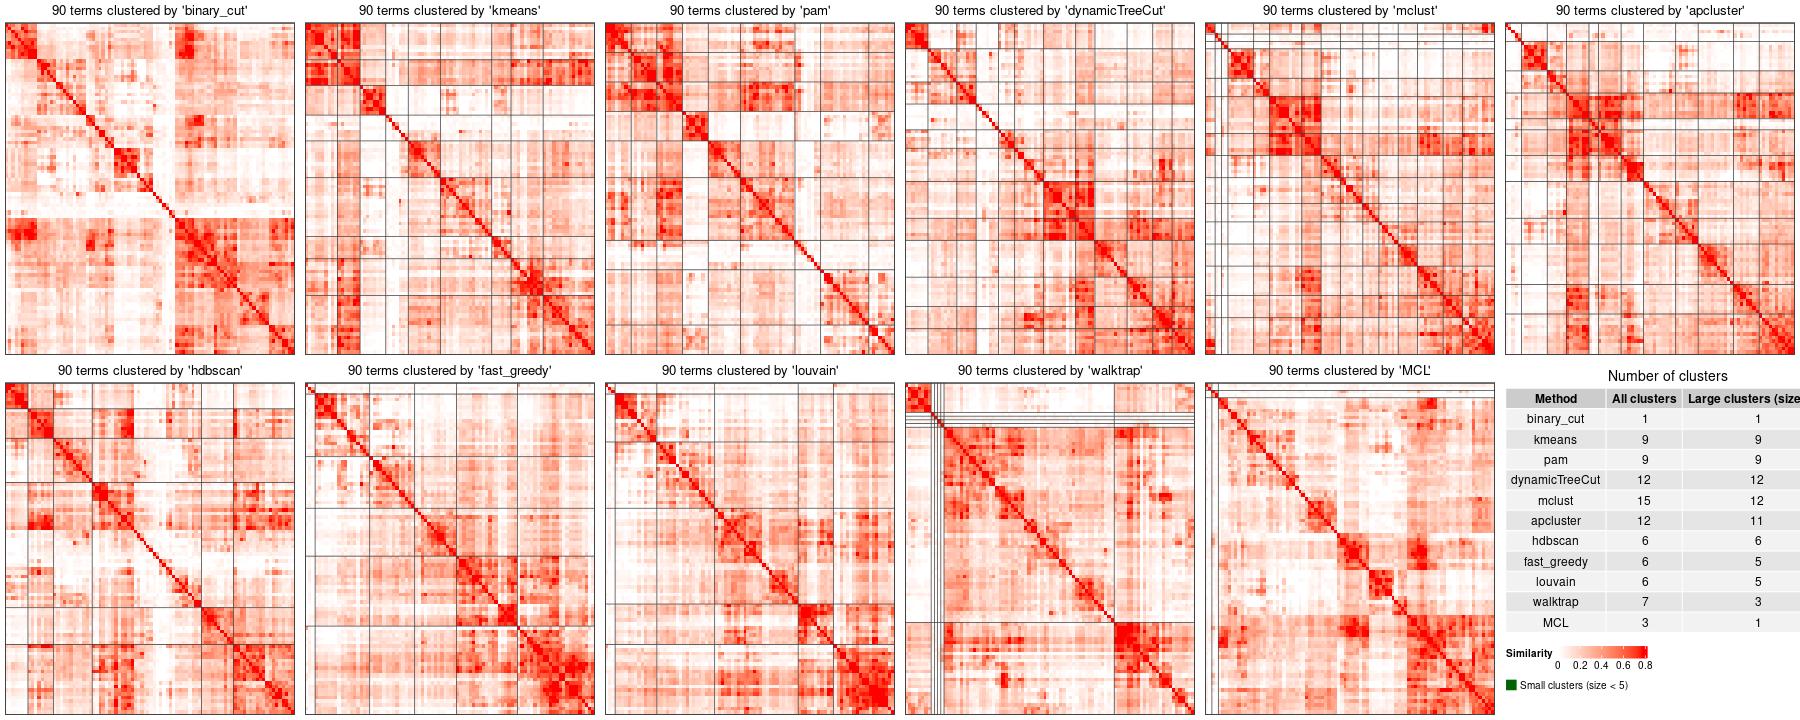 90 terms clustered by 'binary_cut'
90 terms clustered by 'kmeans'
90 terms clustered by 'pam'
90 terms clustered by 'dynamicTreeCut'
90 terms clustered by 'mclust'
90 terms clustered by 'apcluster'
90 terms clustered by 'hdbscan'
90 terms clustered by 'fast_greedy'
90 terms clustered by 'louvain'
90 terms clustered by 'walktrap'
90 terms clustered by 'MCL'
Number of clusters
Method All clusters Large clusters (size
binary_cut 1 1
kmeans 9 9
pam 9 9
dynamicTreeCut 12 12
mclust 15 12
apcluster 12 11
hdbscan 6 6
fast_greedy 6 5
louvain 6 5
walktrap 7 3
MCL 3 1
Similarity
0 0.2 0.4 0.6 0.8
Small clusters (size < 5)